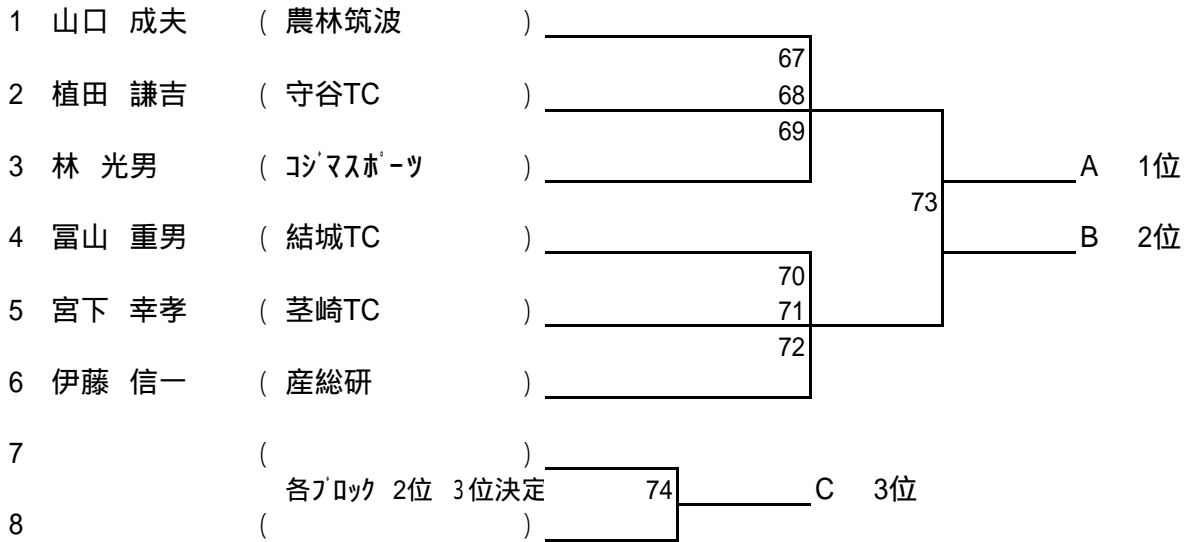 1 山口 成夫 ( 農林筑波 )
67
2 植田 謙吉 ( 守谷TC ) 68
69
3 林 光男 ( ｺｼﾞﾏｽﾎﾟｰﾂ ) A 1位
73
4 冨山 重男 ( 結城TC ) B 2位
70
5 宮下 幸孝 ( 茎崎TC ) 71
72
6 伊藤 信一 ( 産総研 )
7 ( )
各ﾌﾞﾛｯｸ 2位 3位決定 74 C 3位
8 ( )